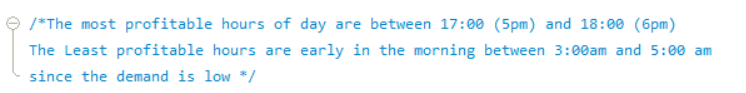 /*The most profitable hours of day are between 17:00 (5pm) and 18:00 (6pm)
The Least profitable hours are early in the morning between 3:00am and 5:00 am
since the demand is low */